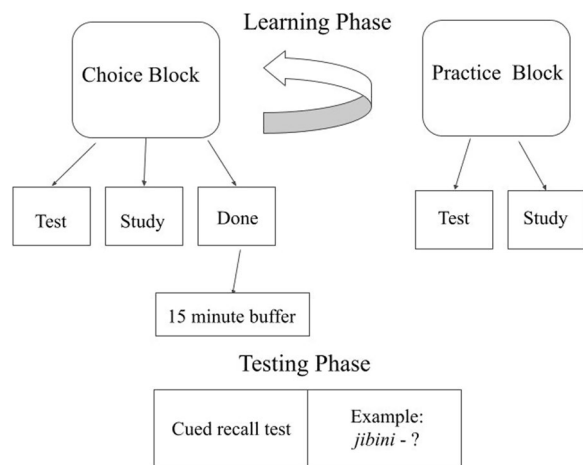 Learning Phase
Choice Block
Practice Block
Test
Study
Done
Test
Study
15 minute buffer
Testing Phase
Cued recall test
Example:
jibini - ?